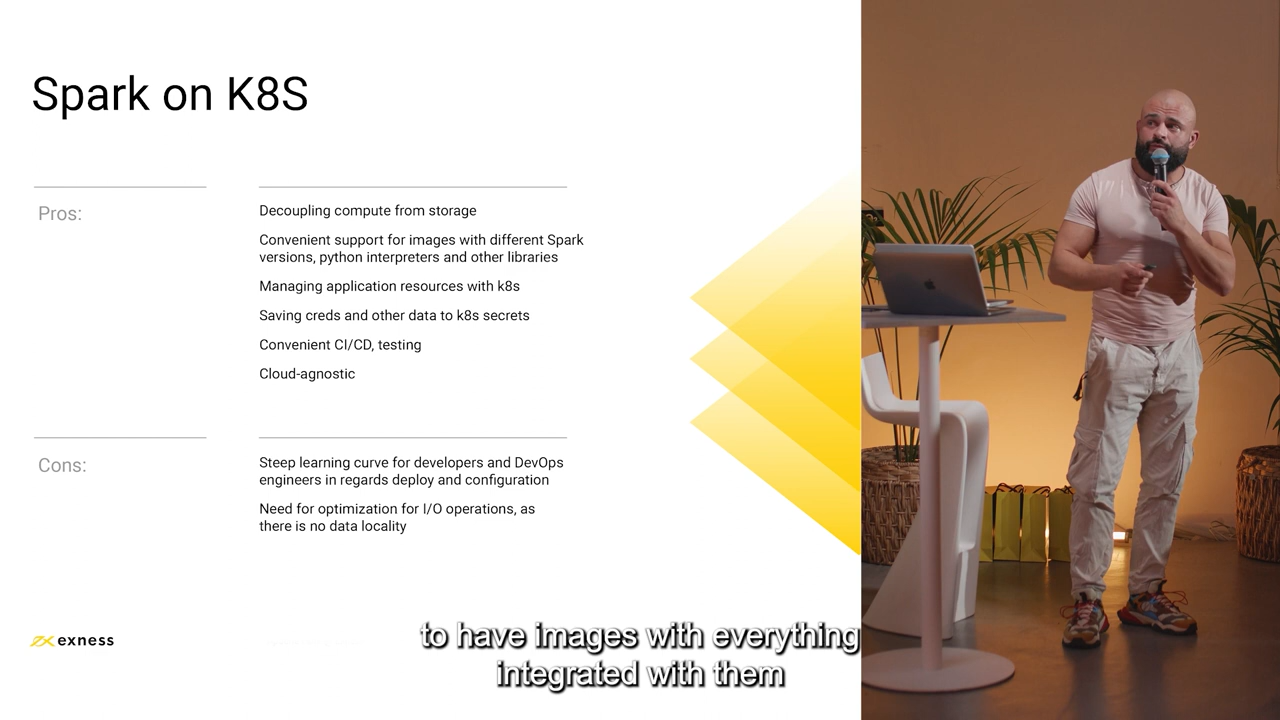 Spark on K8S
Pros:
Decoupling compute from storage
Convenient support for images with different Spark
versions, python interpreters and other libraries
Managing application resources with k8s
Saving creds and other data to k8s secrets
Convenient CI/CD, testing
Cloud-agnostic
Cons:
Steep learning curve for developers and DevOps
engineers in regards deploy and configuration
Need for optimization for I/O operations, as
there is no data locality
exness
to have images with everything
integrated with them